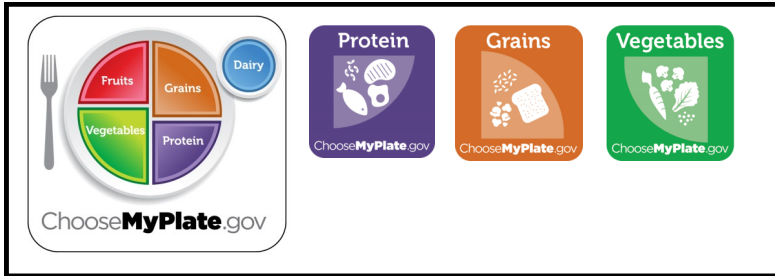 Fruits
Grains
Dairy
Vegetables
Protein
ChooseMyPlate.gov
Protein
ChooseMyPlate.gov
Grains
ChooseMyPlate.gov
Vegetables
ChooseMyPlate.gov